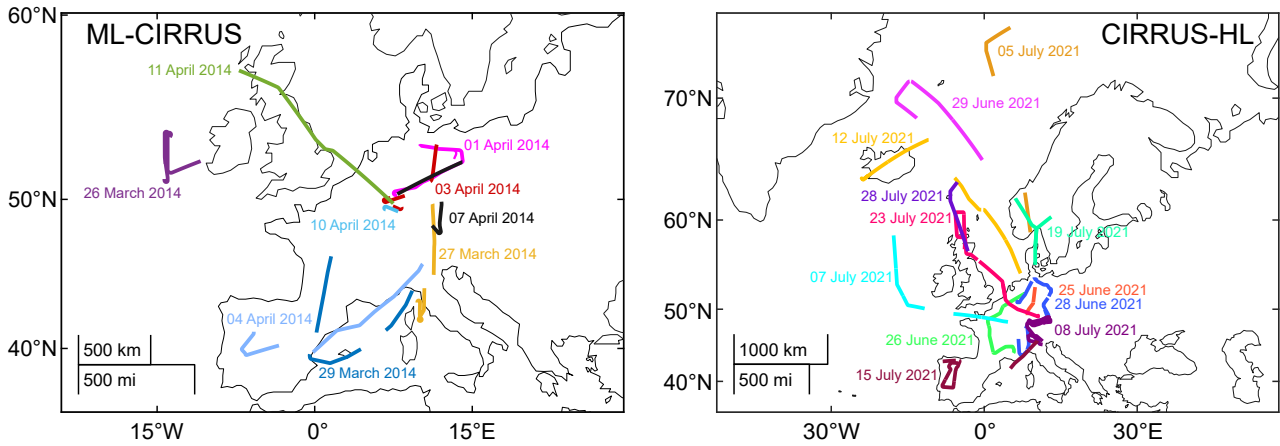 60°N
ML-CIRRUS
11 April 2014
01 April 2014
26 March 2014
03 April 2014
50°N
10 April 2014
07 April 2014
27 March 2014
04 April 2014
500 km
40°N
500 mi
29 March 2014
15°W
0°
15°E
CIRRUS-HL
05 July 2021
70°N
29 June 2021
12 July 2021
28 July 2021
60°N
23 July 2021
19 July 2021
07 July 2021
25 June 2021
50°N
28 June 2021
08 July 2021
26 June 2021
1000 km
15 July 2021
500 mi
40°N
30°W
0°
30°E